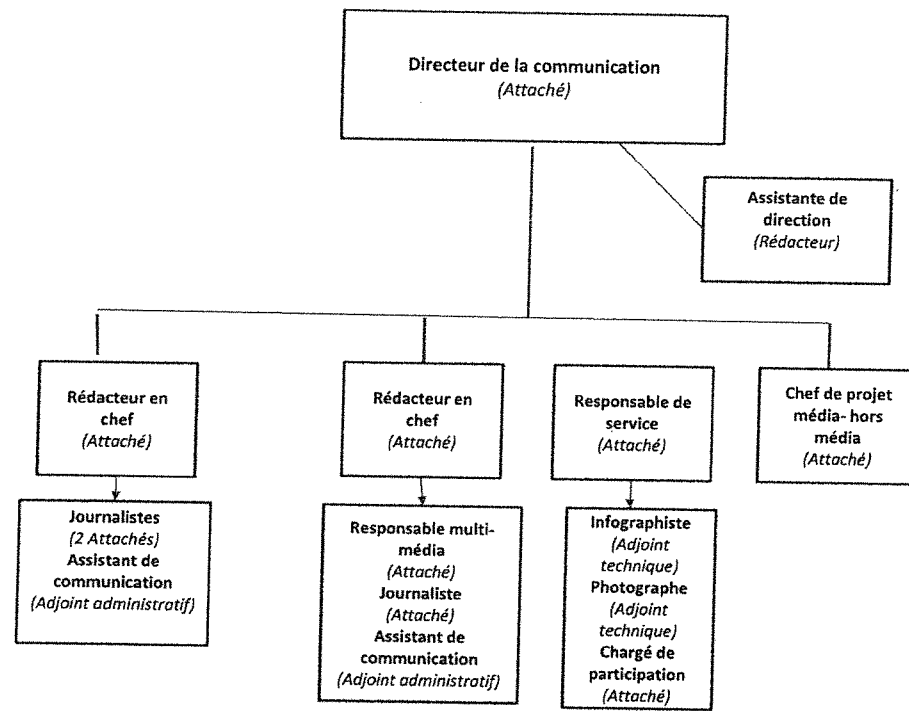 Directeur de la communication
(Attaché)
Assistante de
direction
(Rédacteur)
Rédacteur en
chef
(Attaché)
Rédacteur en
chef
(Attaché)
Responsable de
service
(Attaché)
Chef de projet
média- hors
média
(Attaché)
Journalistes
(2 Attachés)
Assistant de
communication
(Adjoint administratif)
Responsable multi-
média
(Attaché)
Journaliste
(Attaché)
Assistant de
communication
(Adjoint administratif)
Infographiste
(Adjoint
technique)
Photographe
(Adjoint
technique)
Chargé de
participation
(Attaché)